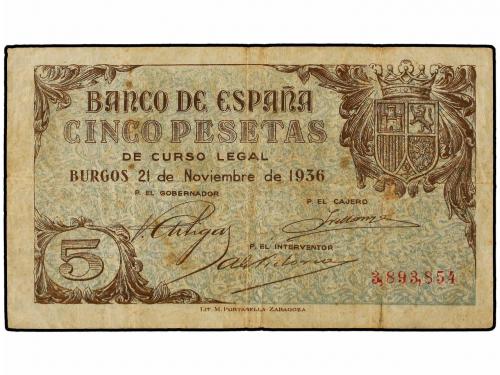 BANCO DE ESPAÑA
CINCO PESETAS
DE CURSO LEGAL
BURGOS 21 de Noviembre de 1936
P. EL GOBERNADOR
P. EL CAJERO
P. EL INTERVENTOR
5
3,893,854
LIT. M. PORTABELLA-ZARAGOZA